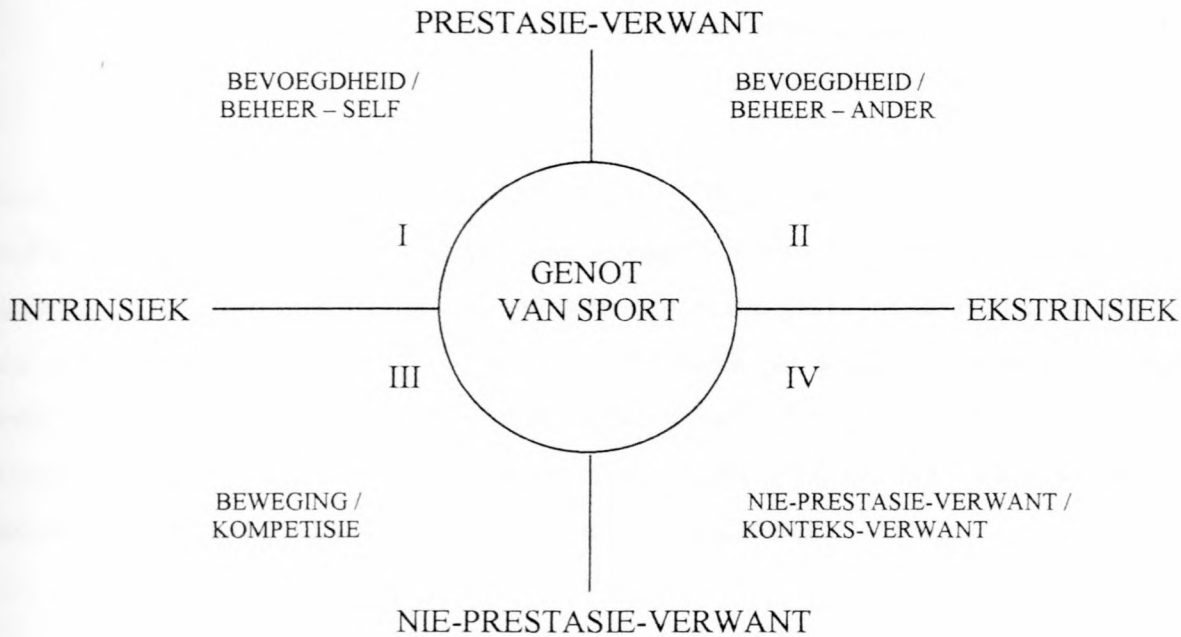 PRESTASIE-VERWANT
BEVOEGDHEID /
BEHEER – SELF
BEVOEGDHEID /
BEHEER – ANDER
I
II
GENOT
VAN SPORT
INTRINSIEK
EKSTRINSIEK
III
IV
BEWEGING /
KOMPETISIE
NIE-PRESTASIE-VERWANT /
KONTEKS-VERWANT
NIE-PRESTASIE-VERWANT